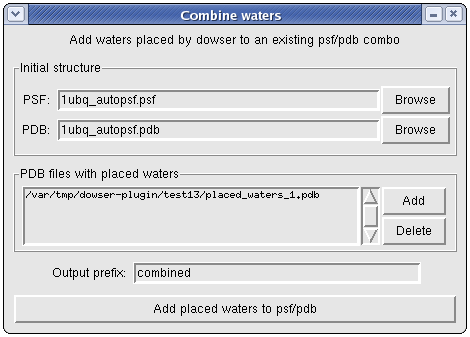 Combine waters
Add waters placed by dowser to an existing psf/pdb combo
Initial structure
PSF: 1ubq_autopsf.psf Browse
PDB: 1ubq_autopsf.pdb Browse
PDB files with placed waters
/var/tmp/dowser-plugin/test13/placed_waters_1.pdb
Add
Delete
Output prefix: combined
Add placed waters to psf/pdb